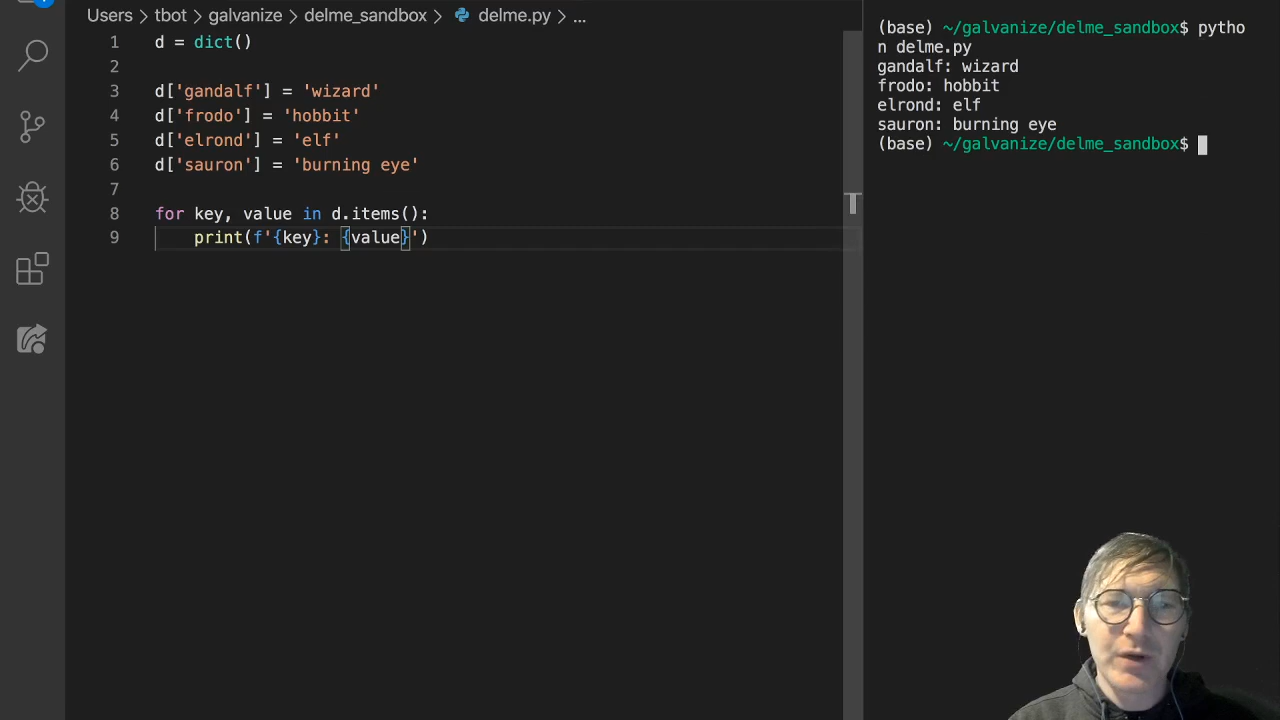 Users > tbot > galvanize > delme_sandbox > delme.py > ...
1 d = dict()
2
3 d['gandalf'] = 'wizard'
4 d['frodo'] = 'hobbit'
5 d['elrond'] = 'elf'
6 d['sauron'] = 'burning eye'
7
8 for key, value in d.items():
9     print(f'{key}: {value}')
(base) ~/galvanize/delme_sandbox$ pytho
n delme.py
gandalf: wizard
frodo: hobbit
elrond: elf
sauron: burning eye
(base) ~/galvanize/delme_sandbox$